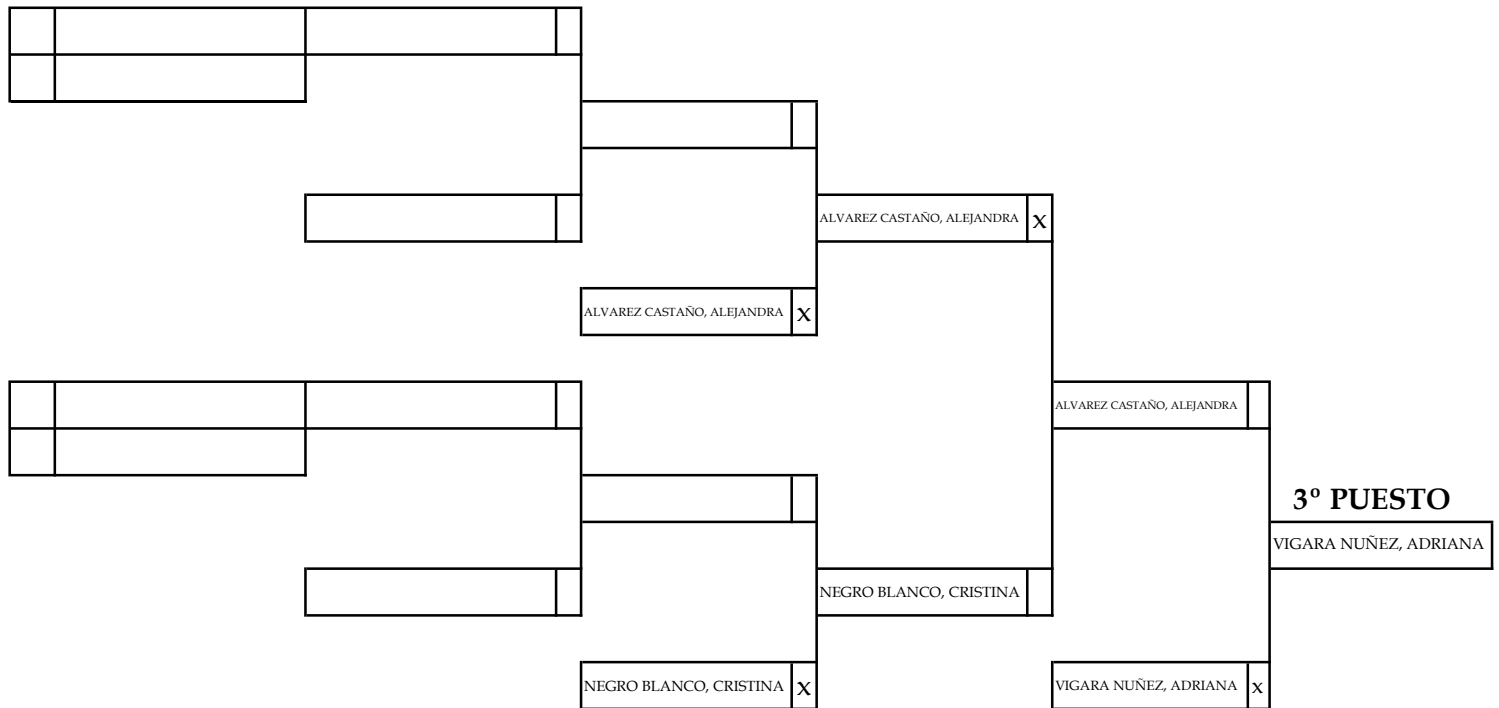 ALVAREZ CASTAÑO, ALEJANDRA X
ALVAREZ CASTAÑO, ALEJANDRA X
ALVAREZ CASTAÑO, ALEJANDRA
3º PUESTO
VIGARA NUÑEZ, ADRIANA
NEGRO BLANCO, CRISTINA
NEGRO BLANCO, CRISTINA X
VIGARA NUÑEZ, ADRIANA X